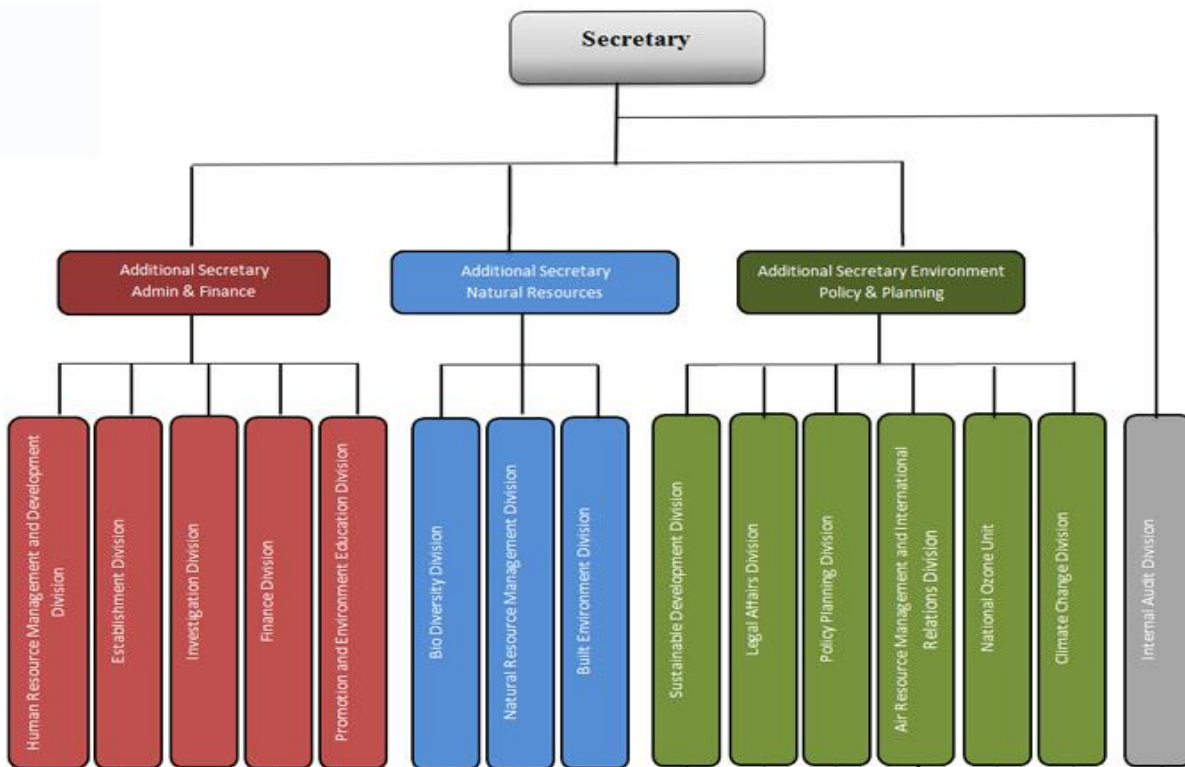 Secretary
Additional Secretary
Admin & Finance
Additional Secretary
Natural Resources
Additional Secretary Environment
Policy & Planning
Human Resource Management and Development
Division
Establishment Division
Investigation Division
Finance Division
Promotion and Environment Education Division
Bio Diversity Division
Natural Resource Management Division
Built Environment Division
Sustainable Development Division
Legal Affairs Division
Policy Planning Division
Air Resource Management and International
Relations Division
National Ozone Unit
Climate Change Division
Internal Audit Division